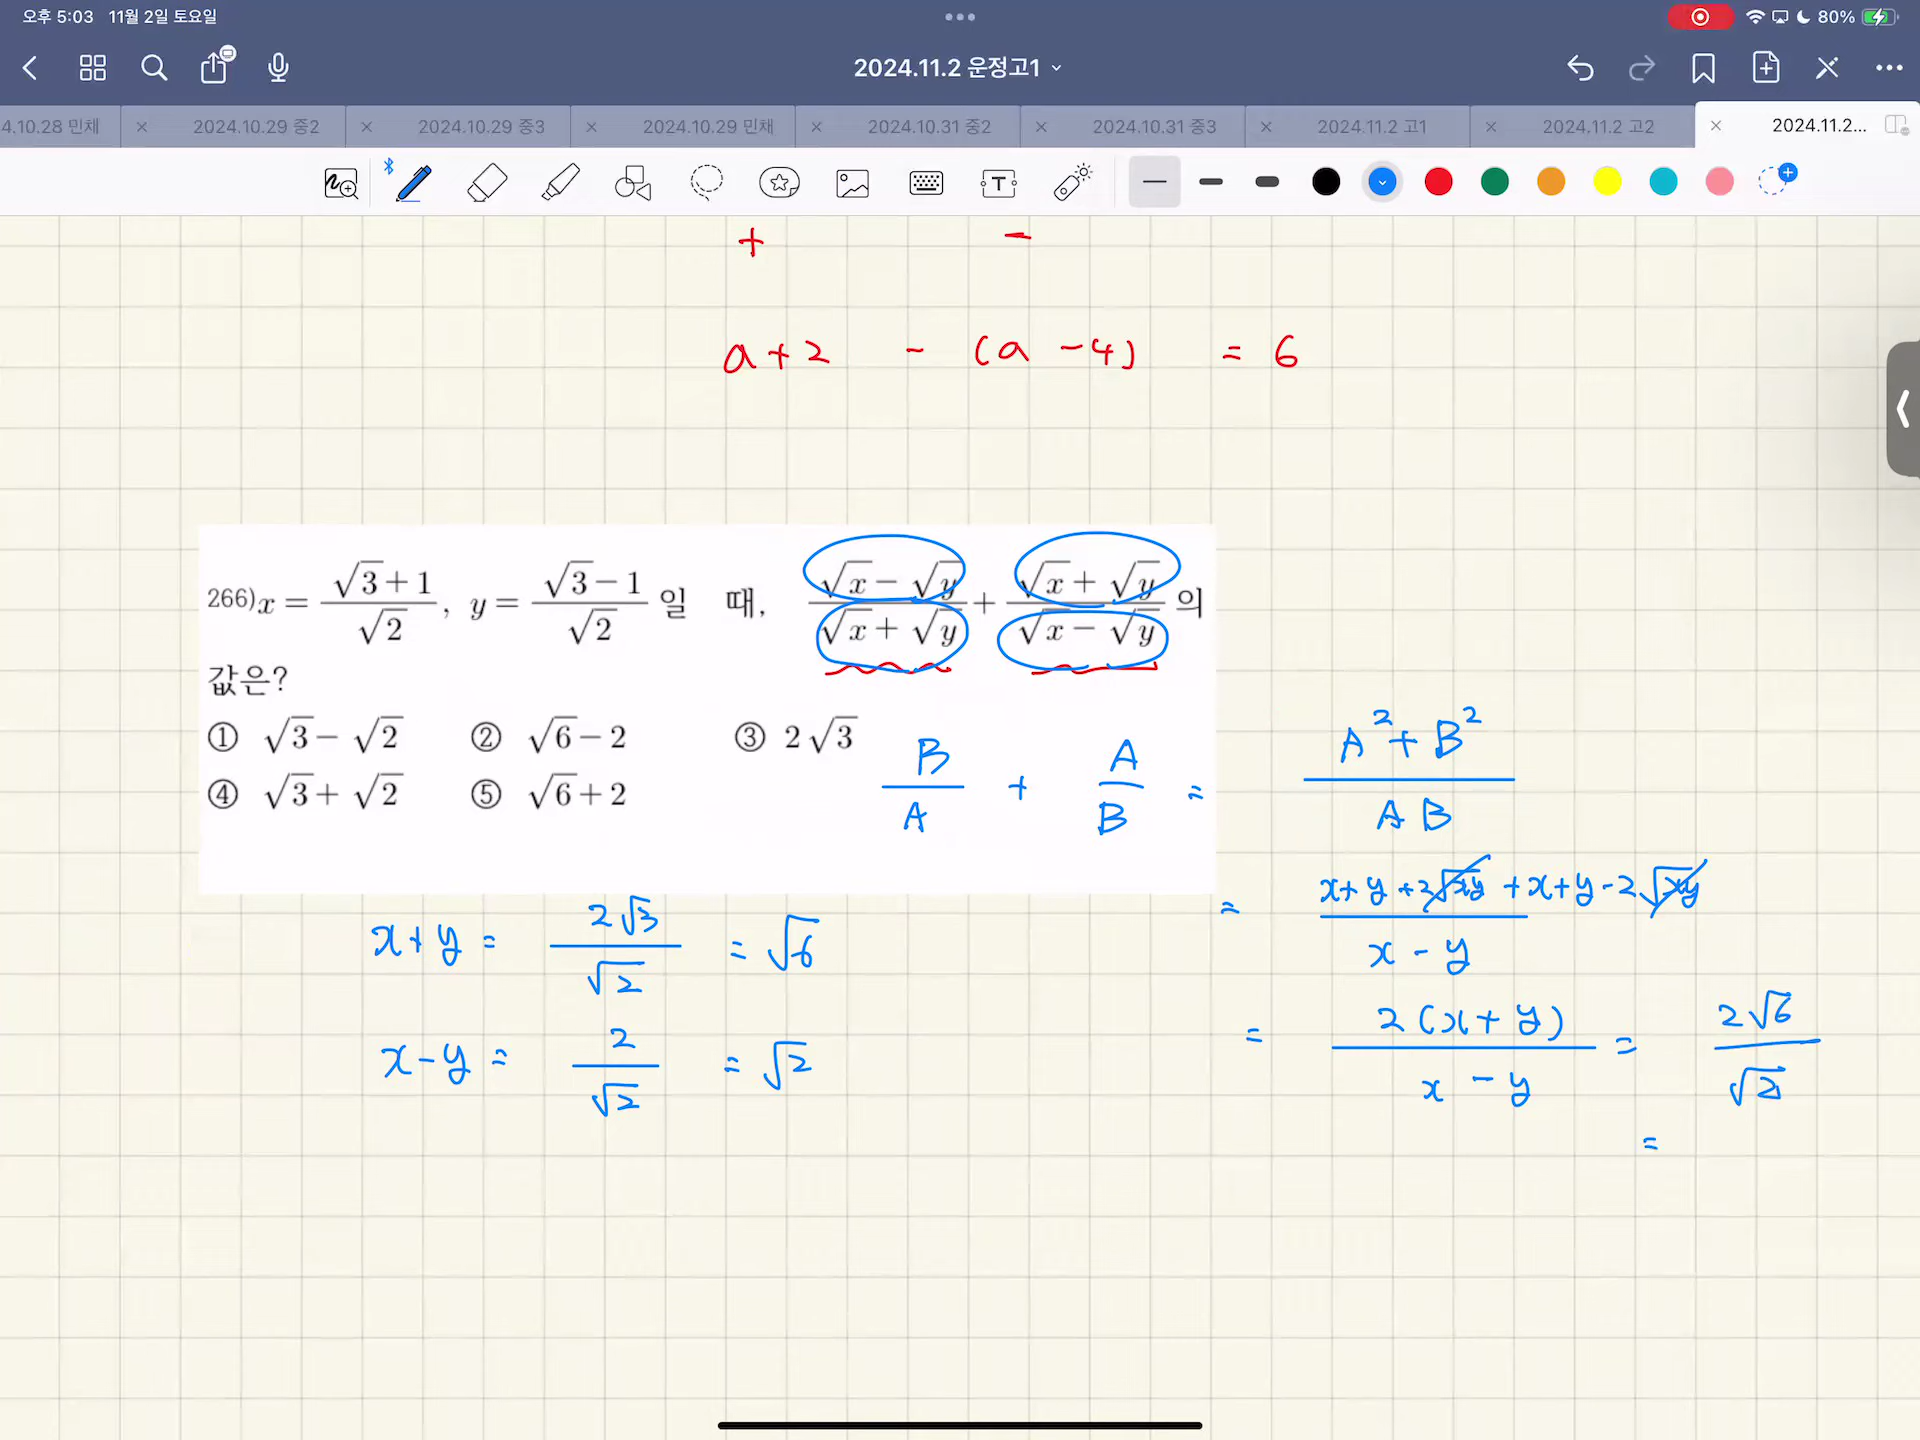 오후 5:03 11월 2일 토요일
80%
2024.11.2 운정고1
4.10.28 민채
2024.10.29 중2
2024.10.29 중3
2024.10.29 민채
2024.10.31 중2
2024.10.31 중3
2024.11.2 고1
2024.11.2 고2
2024.11.2...
+ −
a+2 − (a −4) = 6
266) x = (√3+1)/√2, y = (√3−1)/√2 일 때, (√x − √y)/(√x + √y) + (√x + √y)/(√x − √y) 의
값은?
① √3 − √2 ② √6 − 2 ③ 2√3
④ √3 + √2 ⑤ √6 + 2
B/A + A/B = (A² + B²)/(A B)
= (x+y+2√xy + x+y−2√xy)/(x − y)
x+y = 2√3/√2 = √6
= 2(x+y)/(x − y) = 2√6/√2
x−y = 2/√2 = √2
=